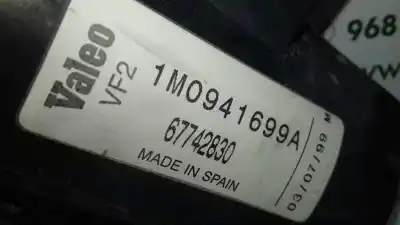 Valeo
VF2
1M0941699A
67742830
MADE IN SPAIN
03/07/99 M
968